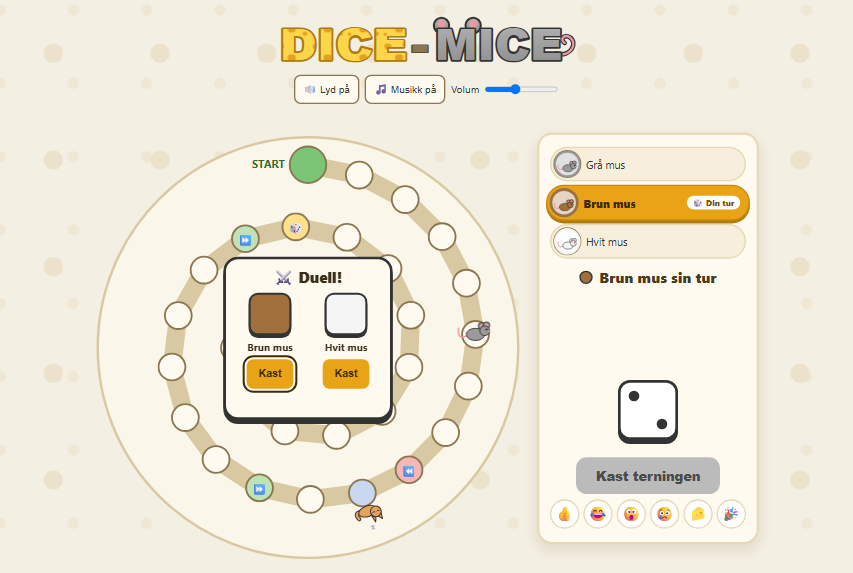 DICE-MICE
Lyd på
Musikk på
Volum
START
Duell!
Brun mus
Hvit mus
Kast
Kast
Grå mus
Brun mus
Din tur
Hvit mus
Brun mus sin tur
Kast terningen